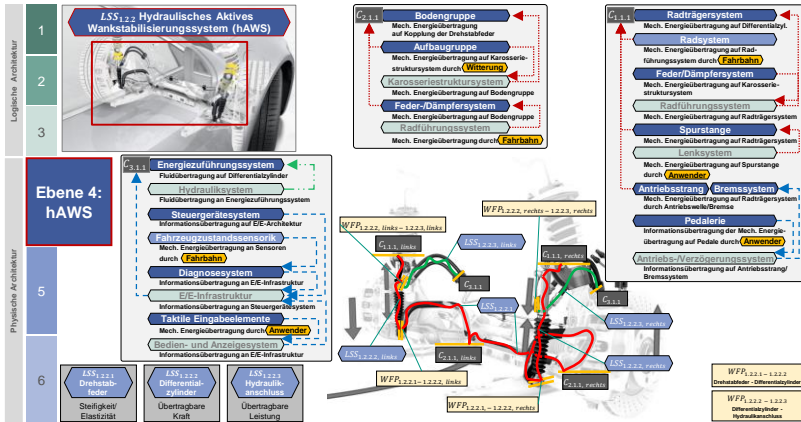 Logische Architektur
Physische Architektur
1
2
3
Ebene 4:
hAWS
5
6
LSS1.2.2 Hydraulisches Aktives
Wankstabilisierungssystem (hAWS)
C2.1.1
Bodengruppe
Mech. Energieübertragung
auf Kopplung der Drehstabfeder
Aufbaugruppe
Mech. Energieübertragung auf Karosserie-
struktursystem durch Witterung
Karosseriestruktursystem
Mech. Energieübertragung auf Bodengruppe
Feder-/Dämpfersystem
Mech. Energieübertragung auf Bodengruppe
Radführungssystem
Mech. Energieübertragung durch Fahrbahn
C1.1.1
Radträgersystem
Mech. Energieübertragung auf Differentialzyl.
Radsystem
Mech. Energieübertragung auf Rad-
führungssystem durch Fahrbahn
Feder/Dämpfersystem
Mech. Energieübertragung auf Karosserie-
struktursystem
Radführungssystem
Mech. Energieübertragung auf Radträgersystem
Spurstange
Mech. Energieübertragung auf Radträgersystem
Lenksystem
Mech. Energieübertragung auf Spurstange
durch Anwender
Antriebsstrang Bremssystem
Mech. Energieübertragung auf Radträgersystem
durch Antriebswelle/Bremse
Pedalerie
Informationsübertragung der Mech. Energie-
übertragung auf Pedale durch Anwender
Antriebs-/Verzögerungssystem
Informationsübertragung auf Antriebsstrang/
Bremssystem
C3.1.1
Energiezuführungssystem
Fluidübertragung auf Differentialzylinder
Hydrauliksystem
Fluidübertragung an Energiezuführungssystem
Steuergerätesystem
Informationsübertragung auf E/E-Architektur
Fahrzeugzustandssensorik
Mech. Energieübertragung an Sensoren
durch Fahrbahn
Diagnosesystem
Informationsübertragung an E/E-Infrastruktur
E/E-Infrastruktur
Informationsübertragung an Steuergerätesystem
Taktile Eingabeelemente
Mech. Energieübertragung durch Anwender
Bedien- und Anzeigesystem
Informationsübertragung an E/E-Infrastruktur
WFP1.2.2.2, rechts−1.2.2.3, rechts
WFP1.2.2.2, links−1.2.2.3, links
LSS1.2.2.3, links
C1.1.1, links
C1.1.1, rechts
C3.1.1
C3.1.1
LSS1.2.2.1
LSS1.2.2.3, rechts
LSS1.2.2.2, links
C2.1.1, links
LSS1.2.2.2, rechts
WFP1.2.2.1−1.2.2.2, links
C2.1.1, rechts
WFP1.2.2.1,−1.2.2.2, rechts
LSS1.2.2.1
Drehstab-
feder
Steifigkeit/
Elastizität
LSS1.2.2.2
Differential-
zylinder
Übertragbare
Kraft
LSS1.2.2.3
Hydraulik-
anschluss
Übertragbare
Leistung
WFP1.2.2.1−1.2.2.2
Drehstabfeder - Differentialzylinder
WFP1.2.2.2−1.2.2.3
Differentialzylinder -
Hydraulikanschluss